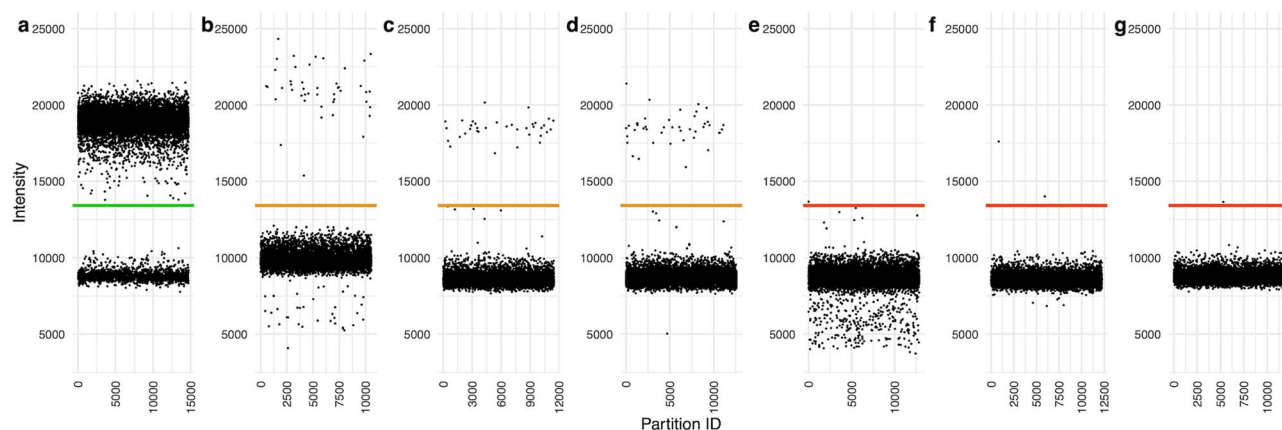 a b c d e f g
Intensity
25000 25000 25000 25000 25000 25000 25000
20000 20000 20000 20000 20000 20000 20000
15000 15000 15000 15000 15000 15000 15000
10000 10000 10000 10000 10000 10000 10000
5000 5000 5000 5000 5000 5000 5000
0 5000 10000 15000 0 2500 5000 7500 10000 0 3000 6000 9000 12000 0 5000 10000 0 5000 10000 0 2500 5000 7500 10000 12500 0 2500 5000 7500 10000
Partition ID